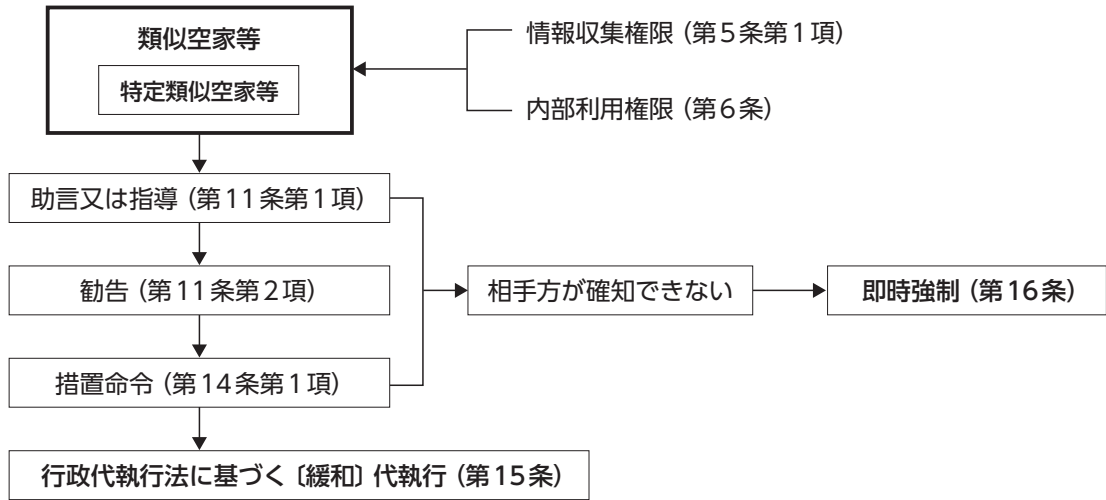 類似空家等
特定類似空家等
情報収集権限（第5条第1項）
内部利用権限（第6条）
助言又は指導（第11条第1項）
勧告（第11条第2項）
相手方が確知できない
即時強制（第16条）
措置命令（第14条第1項）
行政代執行法に基づく〔緩和〕代執行（第15条）